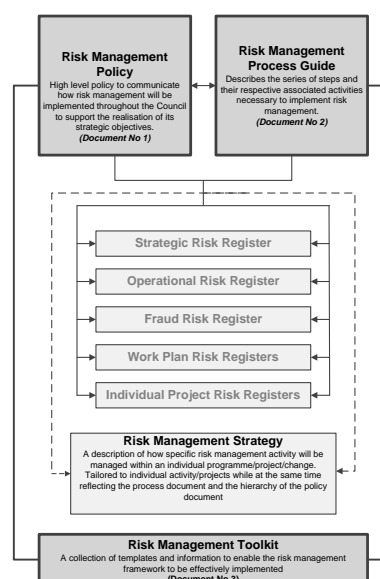 Risk Management
Policy
High level policy to communicate
how risk management will be
implemented throughout the Council
to support the realisation of its
strategic objectives.
(Document No 1)
Risk Management
Process Guide
Describes the series of steps and
their respective associated activities
necessary to implement risk
management.
(Document No 2)
Strategic Risk Register
Operational Risk Register
Fraud Risk Register
Work Plan Risk Registers
Individual Project Risk Registers
Risk Management Strategy
A description of how specific risk management activity will be
managed within an individual programme/project/change.
Tailored to individual activity/projects while at the same time
reflecting the process document and the hierarchy of the policy
document
Risk Management Toolkit
A collection of templates and information to enable the risk management
framework to be effectively implemented
(Document No 3)